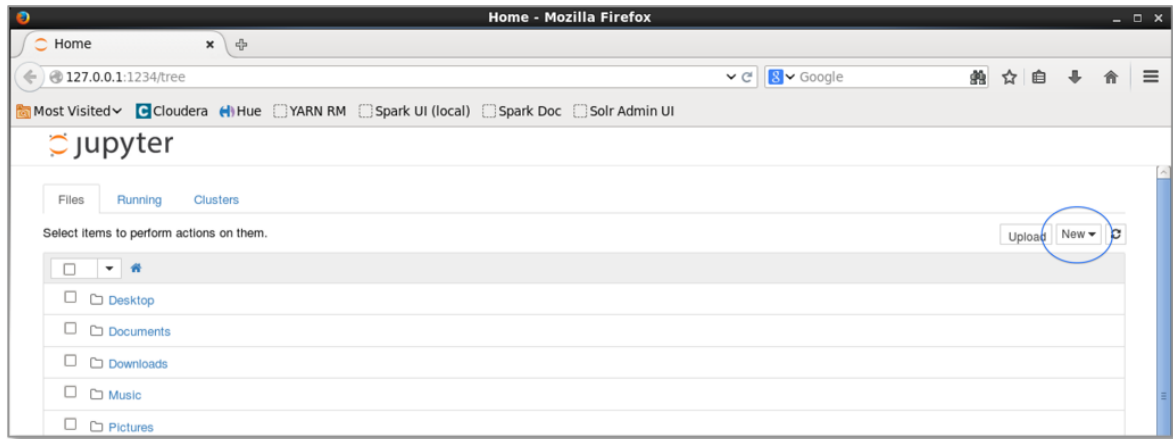 Home - Mozilla Firefox
Home
127.0.0.1:1234/tree
Google
Most Visited Cloudera Hue YARN RM Spark UI (local) Spark Doc Solr Admin UI
jupyter
Files Running Clusters
Select items to perform actions on them.
Upload New
Desktop
Documents
Downloads
Music
Pictures